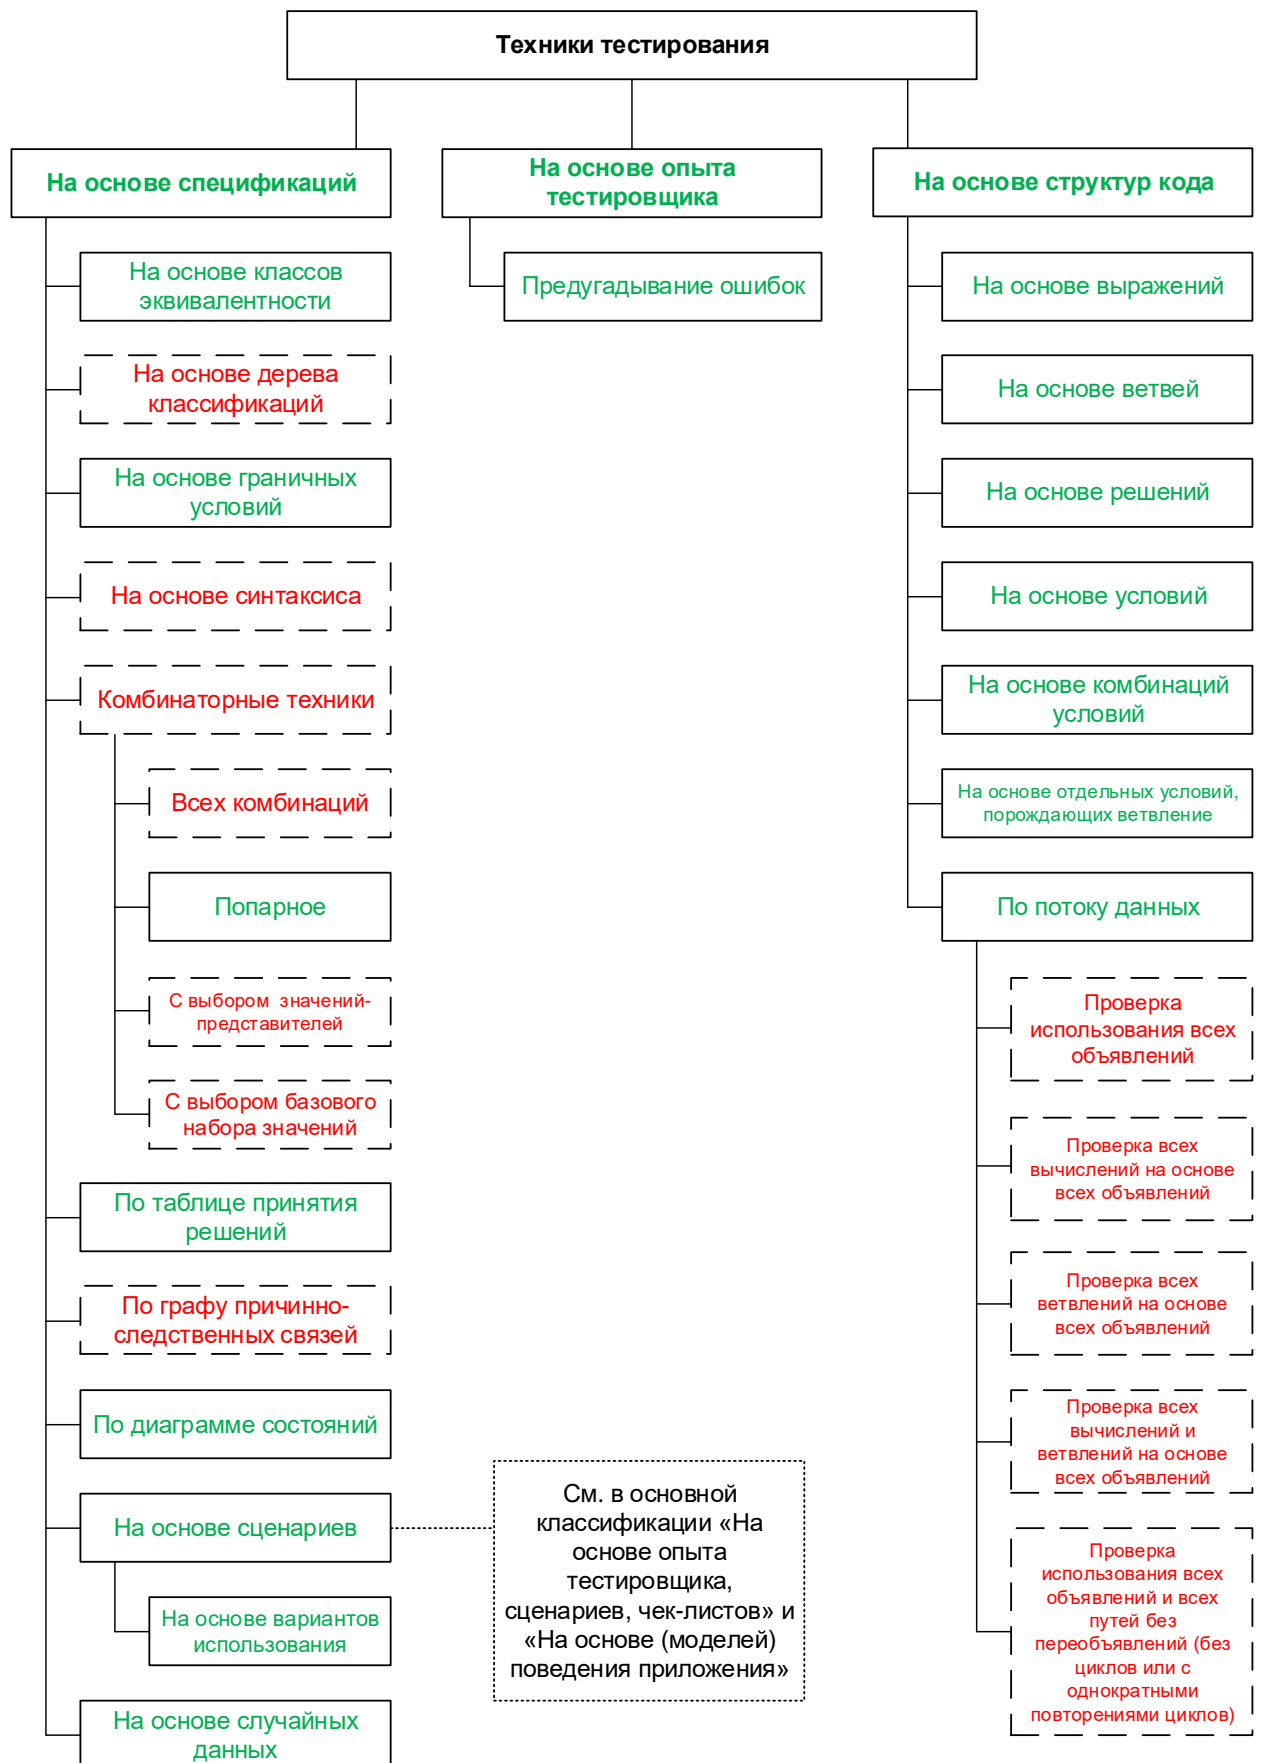 Техники тестирования
На основе спецификаций
На основе классов
эквивалентности
На основе дерева
классификаций
На основе граничных
условий
На основе синтаксиса
Комбинаторные техники
Всех комбинаций
Попарное
С выбором значений-
представителей
С выбором базового
набора значений
По таблице принятия
решений
По графу причинно-
следственных связей
По диаграмме состояний
На основе сценариев
На основе вариантов
использования
На основе случайных
данных
На основе опыта
тестировщика
Предугадывание ошибок
См. в основной
классификации «На
основе опыта
тестировщика,
сценариев, чек-листов» и
«На основе (моделей)
поведения приложения»
На основе структур кода
На основе выражений
На основе ветвей
На основе решений
На основе условий
На основе комбинаций
условий
На основе отдельных условий,
порождающих ветвление
По потоку данных
Проверка
использования всех
объявлений
Проверка всех
вычислений на основе
всех объявлений
Проверка всех
ветвлений на основе
всех объявлений
Проверка всех
вычислений и
ветвлений на основе
всех объявлений
Проверка
использования всех
объявлений и всех
путей без
переобъявлений (без
циклов или с
однократными
повторениями циклов)